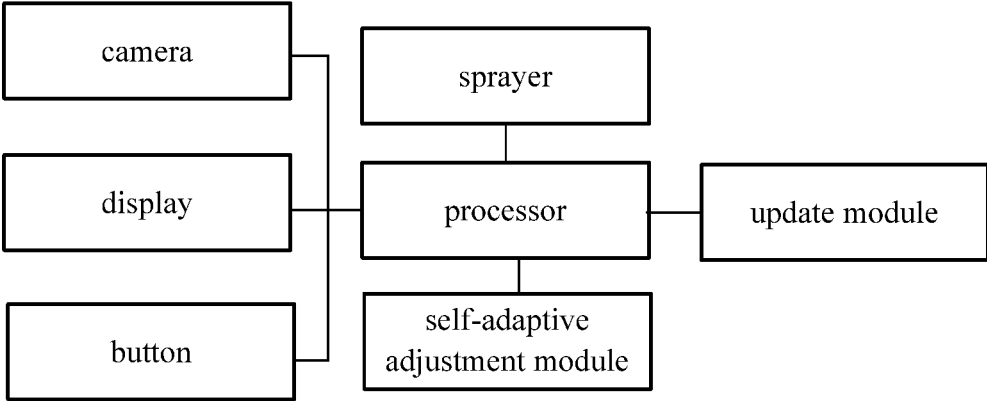 camera
sprayer
display
processor
update module
button
self-adaptive
adjustment module